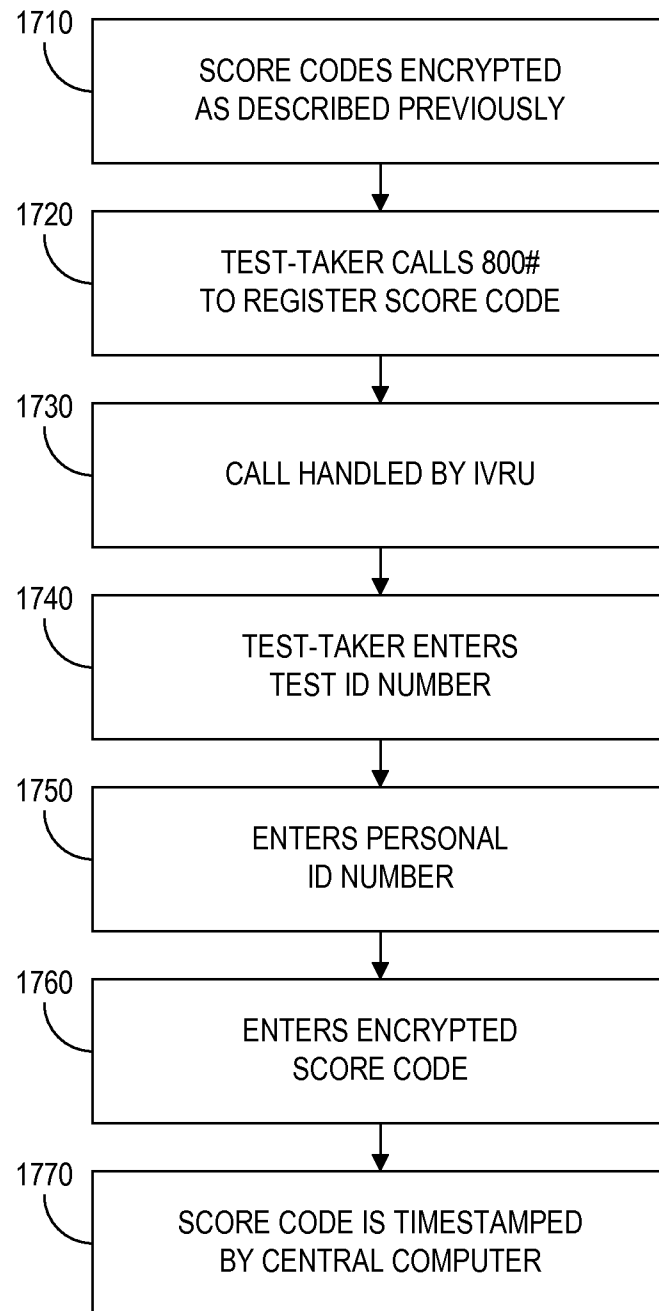 1710
SCORE CODES ENCRYPTED
AS DESCRIBED PREVIOUSLY
1720
TEST-TAKER CALLS 800#
TO REGISTER SCORE CODE
1730
CALL HANDLED BY IVRU
1740
TEST-TAKER ENTERS
TEST ID NUMBER
1750
ENTERS PERSONAL
ID NUMBER
1760
ENTERS ENCRYPTED
SCORE CODE
1770
SCORE CODE IS TIMESTAMPED
BY CENTRAL COMPUTER